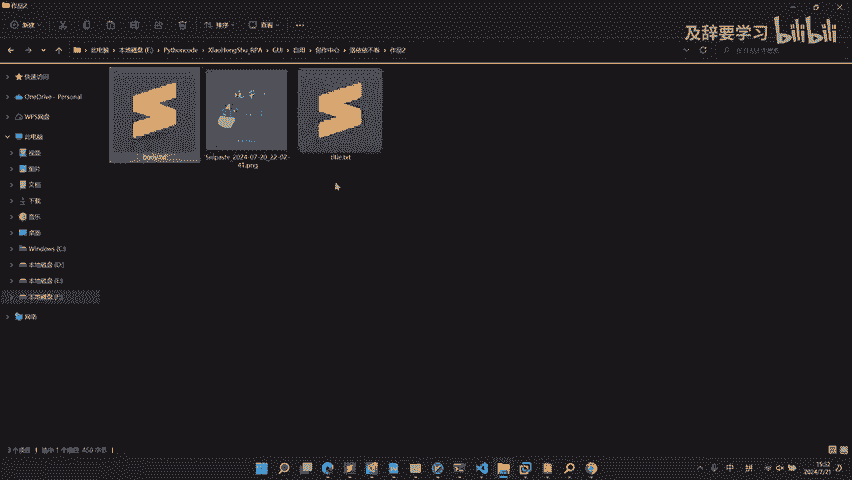 作品2
新建
排序
查看
此电脑 > 本地磁盘 (F:) > Pythoncode > XiaoHongShu_RPA > GUI > 启用 > 创作中心 > 作品2
及辞要学习 bilibili
快速访问
OneDrive - Personal
WPS网盘
此电脑
视频
图片
文档
下载
音乐
桌面
Windows (C:)
本地磁盘 (D:)
本地磁盘 (E:)
本地磁盘 (F:)
网络
body.txt
Snipaste_2024-07-20_22-02-
title.txt
3 个项目
选中 1 个项目 450 字节
中
拼
15:32
2024/7/21